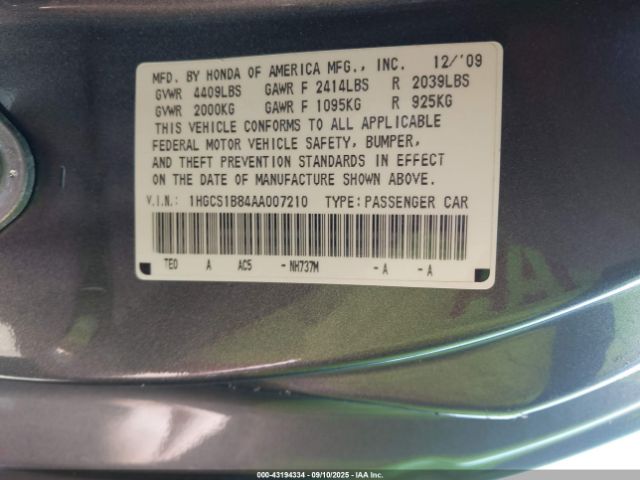 MFD. BY HONDA OF AMERICA MFG., INC. 12/'09
GVWR 4409LBS GAWR F 2414LBS R 2039LBS
GVWR 2000KG GAWR F 1095KG R 925KG
THIS VEHICLE CONFORMS TO ALL APPLICABLE
FEDERAL MOTOR VEHICLE SAFETY, BUMPER,
AND THEFT PREVENTION STANDARDS IN EFFECT
ON THE DATE OF MANUFACTURE SHOWN ABOVE.
V.I.N.: 1HGCS1B84AA007210 TYPE:PASSENGER CAR
TE0 A AC5 - NH737M - A - A
000-43194334 | 09/10/2025 | IAA Inc.